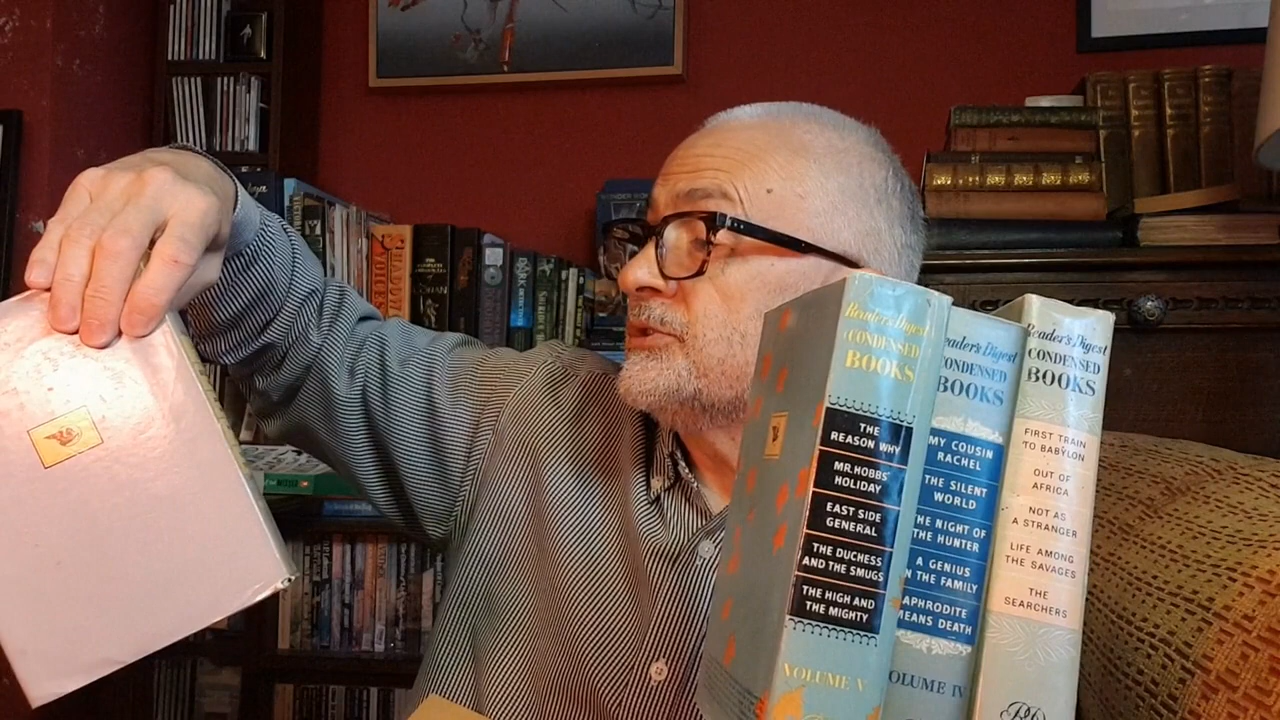 Reader's Digest
CONDENSED
BOOKS
THE
REASON WHY
MR. HOBBS'
HOLIDAY
EAST SIDE
GENERAL
THE DUCHESS
AND THE SMUGS
THE HIGH AND
THE MIGHTY
VOLUME V
Reader's Digest
CONDENSED
BOOKS
MY COUSIN
RACHEL
THE SILENT
WORLD
THE NIGHT OF
THE HUNTER
A GENIUS
IN THE FAMILY
APHRODITE
MEANS DEATH
VOLUME IV
Reader's Digest
CONDENSED
BOOKS
FIRST TRAIN
TO BABYLON
OUT OF
AFRICA
NOT AS
A STRANGER
LIFE AMONG
THE SAVAGES
THE
SEARCHERS
DARK